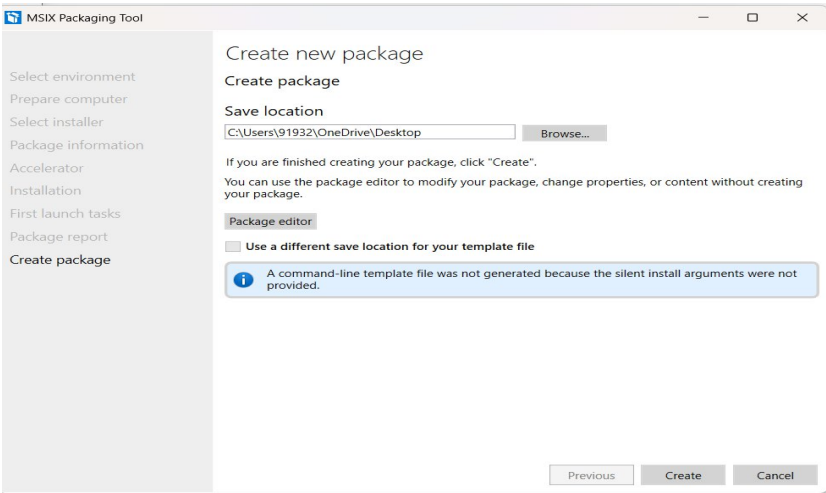 MSIX Packaging Tool
Create new package
Select environment
Prepare computer
Select installer
Package information
Accelerator
Installation
First launch tasks
Package report
Create package
Create package
Save location
C:\Users\91932\OneDrive\Desktop
Browse...
If you are finished creating your package, click "Create".
You can use the package editor to modify your package, change properties, or content without creating
your package.
Package editor
Use a different save location for your template file
A command-line template file was not generated because the silent install arguments were not
provided.
Previous
Create
Cancel